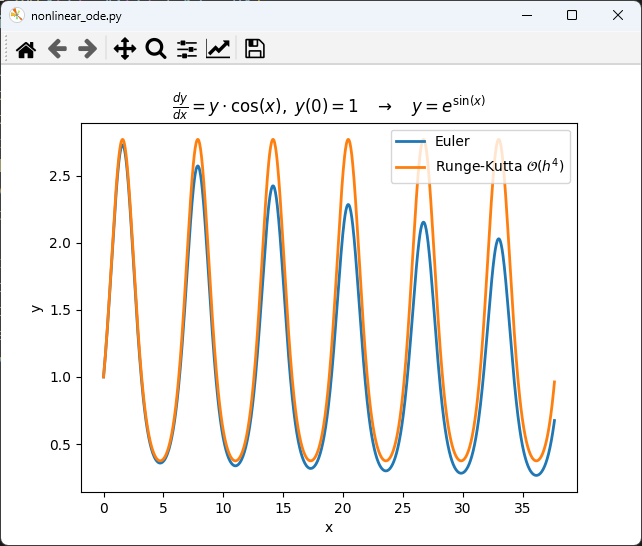 nonlinear_ode.py
dy/dx = y · cos(x), y(0) = 1 → y = e^sin(x)
Euler
Runge-Kutta 𝒪(h⁴)
y
2.5
2.0
1.5
1.0
0.5
0 5 10 15 20 25 30 35
x